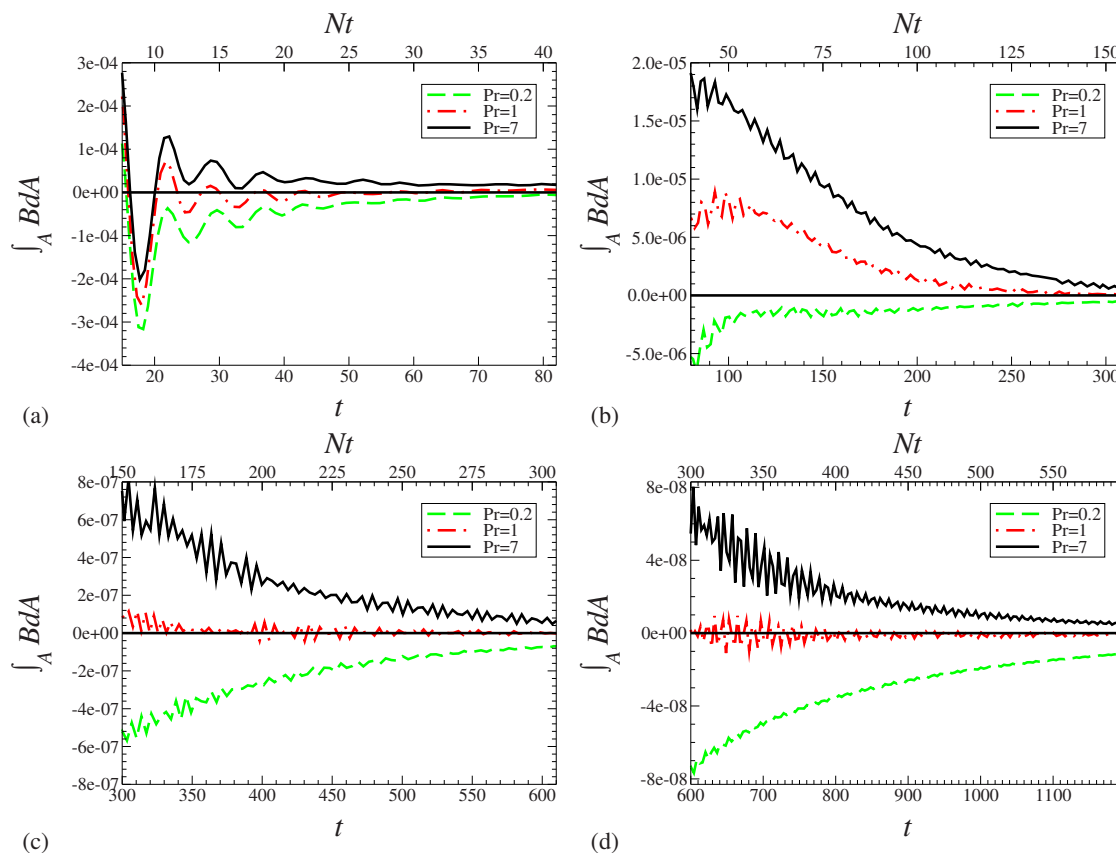 Nt
10 15 20 25 30 35 40
3e-04
2e-04
1e-04
0e+00
-1e-04
-2e-04
-3e-04
-4e-04
∫_A BdA
Pr=0.2
Pr=1
Pr=7
20 30 40 50 60 70 80
t
(a)
Nt
50 75 100 125 150
2.0e-05
1.5e-05
1.0e-05
5.0e-06
0.0e+00
-5.0e-06
∫_A BdA
Pr=0.2
Pr=1
Pr=7
100 150 200 250 300
t
(b)
Nt
150 175 200 225 250 275 300
8e-07
6e-07
4e-07
2e-07
0e+00
-2e-07
-4e-07
-6e-07
-8e-07
∫_A BdA
Pr=0.2
Pr=1
Pr=7
300 350 400 450 500 550 600
t
(c)
Nt
300 350 400 450 500 550
8e-08
4e-08
0e+00
-4e-08
-8e-08
∫_A BdA
Pr=0.2
Pr=1
Pr=7
600 700 800 900 1000 1100
t
(d)